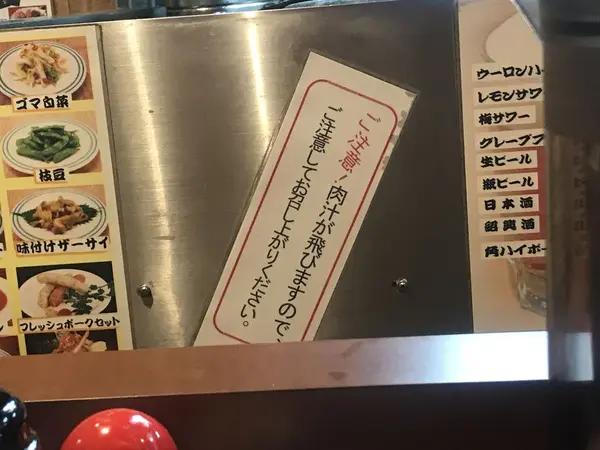 ゴマ白菜
枝豆
味付けザーサイ
フレッシュポークセット
ご注意！肉汁が飛びますので、
ご注意してお召し上がりください。
ウーロンハ
レモンサワ
梅サワー
グレープフ
生ビール
瓶ビール
日本酒
紹興酒
角ハイボー